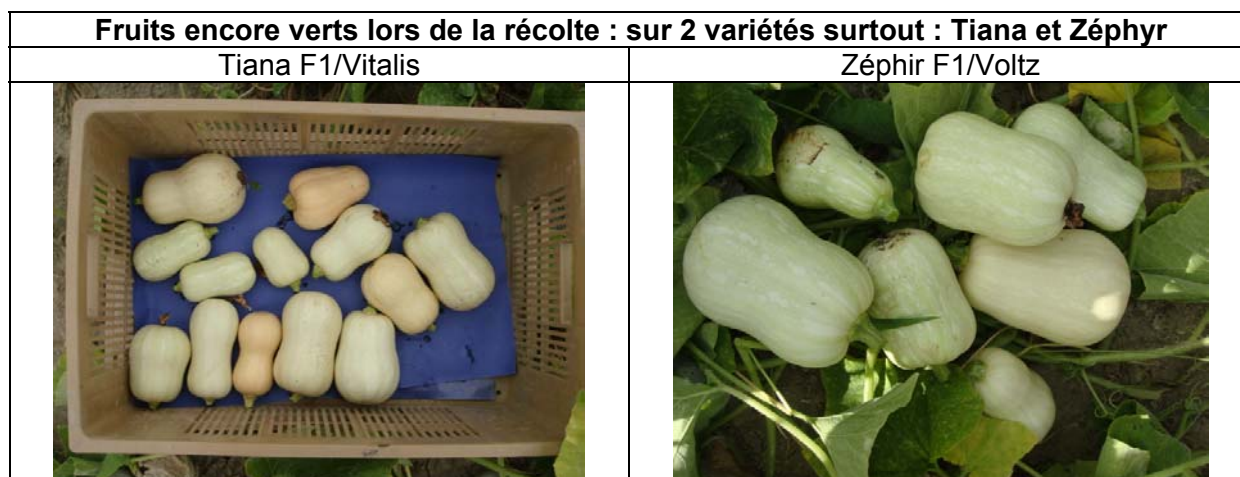 Fruits encore verts lors de la récolte : sur 2 variétés surtout : Tiana et Zéphyr
Tiana F1/Vitalis
Zéphir F1/Voltz